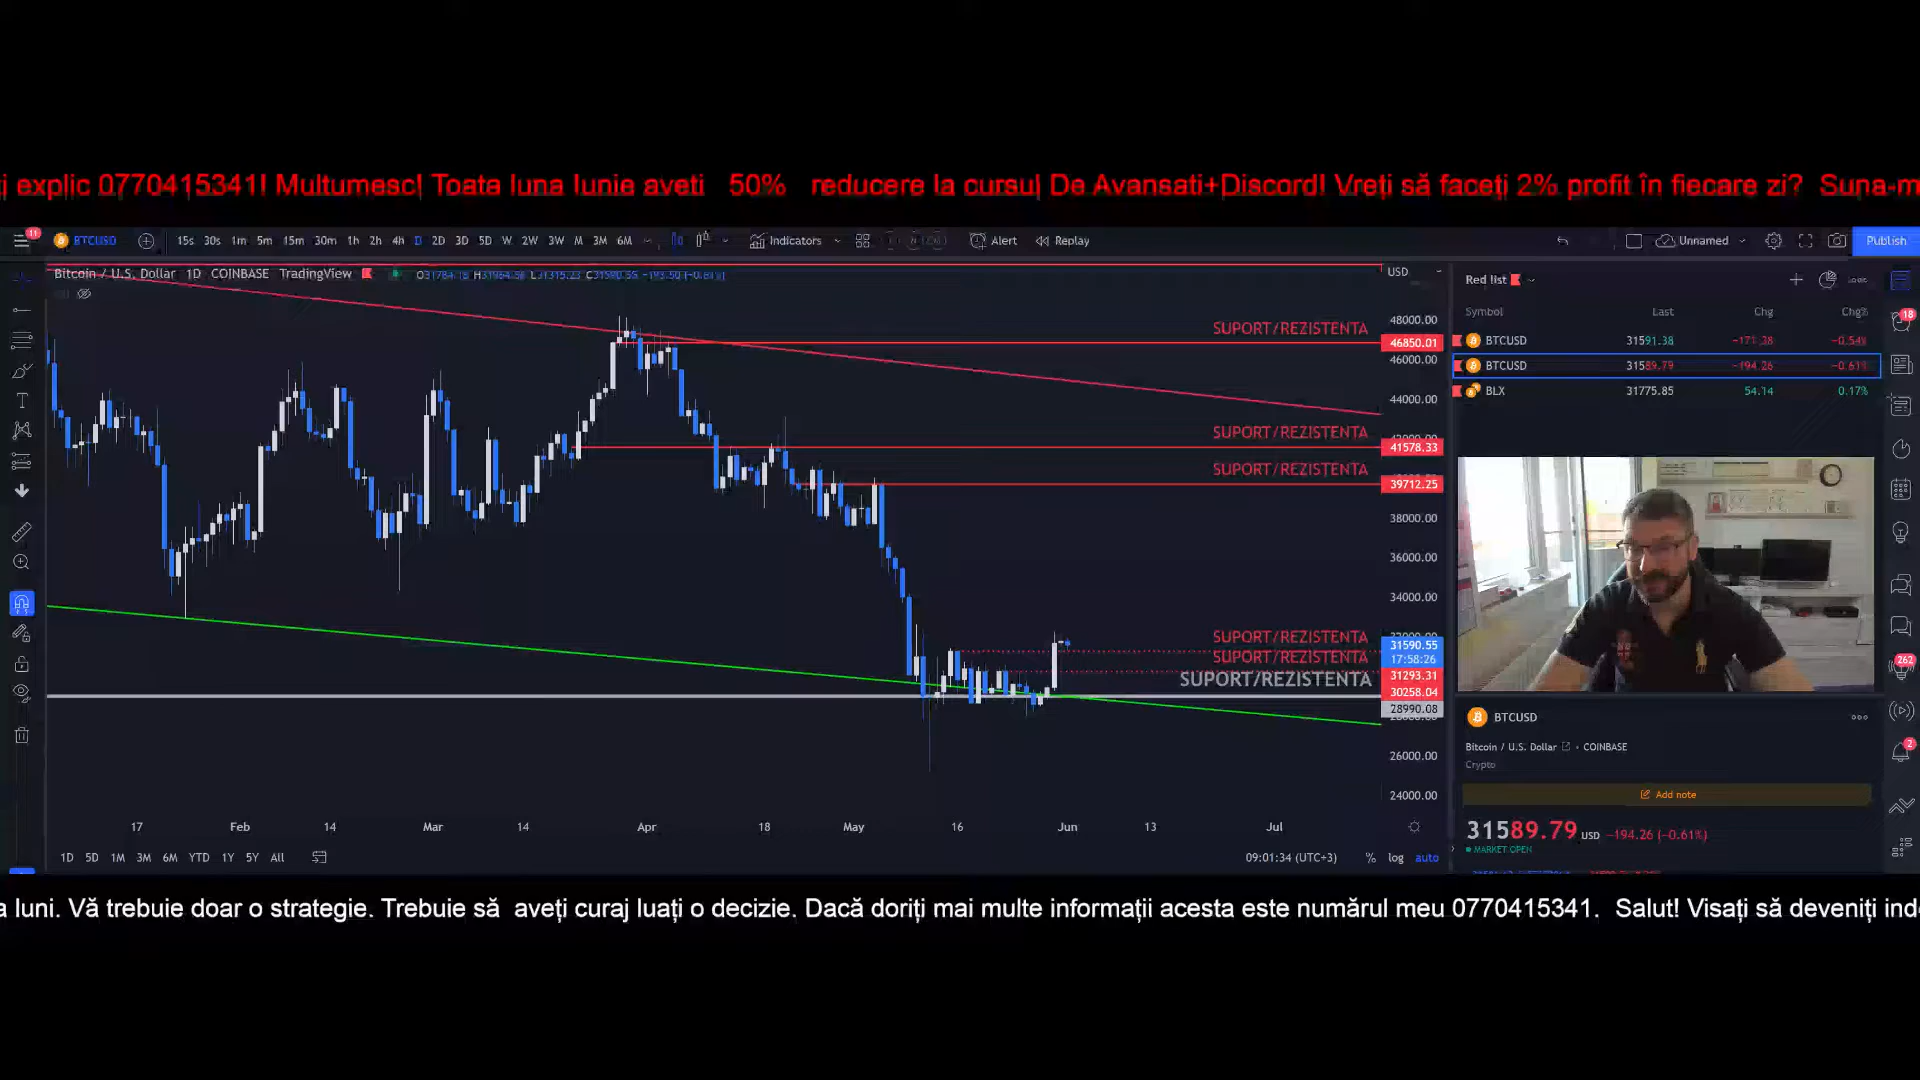 i explic 0770415341! Multumesc! Toata luna Iunie aveti 50% reducere la cursul De Avansati+Discord! Vreți să faceți 2% profit în fiecare zi? Suna-m
11 BTCUSD 15s 30s 1m 5m 15m 30m 1h 2h 4h D 2D 3D 5D W 2W 3W M 3M 6M Indicators Alert Replay Unnamed Publish
Bitcoin / U.S. Dollar 1D COINBASE TradingView
USD
48000.00
SUPORT/REZISTENTA
46850.01
46000.00
44000.00
SUPORT/REZISTENTA
41578.33
SUPORT/REZISTENTA
39712.25
38000.00
36000.00
34000.00
SUPORT/REZISTENTA
31590.55
17:58:26
SUPORT/REZISTENTA
31293.31
SUPORT/REZISTENTA
30258.04
28990.08
26000.00
24000.00
17 Feb 14 Mar 14 Apr 18 May 16 Jun 13 Jul
1D 5D 1M 3M 6M YTD 1Y 5Y All 09:01:34 (UTC+3) % log auto
Red list
Symbol Last Chg Chg%
BTCUSD 31591.38 −171.38 −0.54%
BTCUSD 31589.79 −194.26 −0.61%
BLX 31775.85 54.14 0.17%
18
262
2
BTCUSD
Bitcoin / U.S. Dollar • COINBASE
Crypto
Add note
31589.79 USD −194.26 (−0.61%)
MARKET OPEN
a luni. Vă trebuie doar o strategie. Trebuie să aveți curaj luați o decizie. Dacă doriți mai multe informații acesta este numărul meu 0770415341. Salut! Visați să deveniți ind